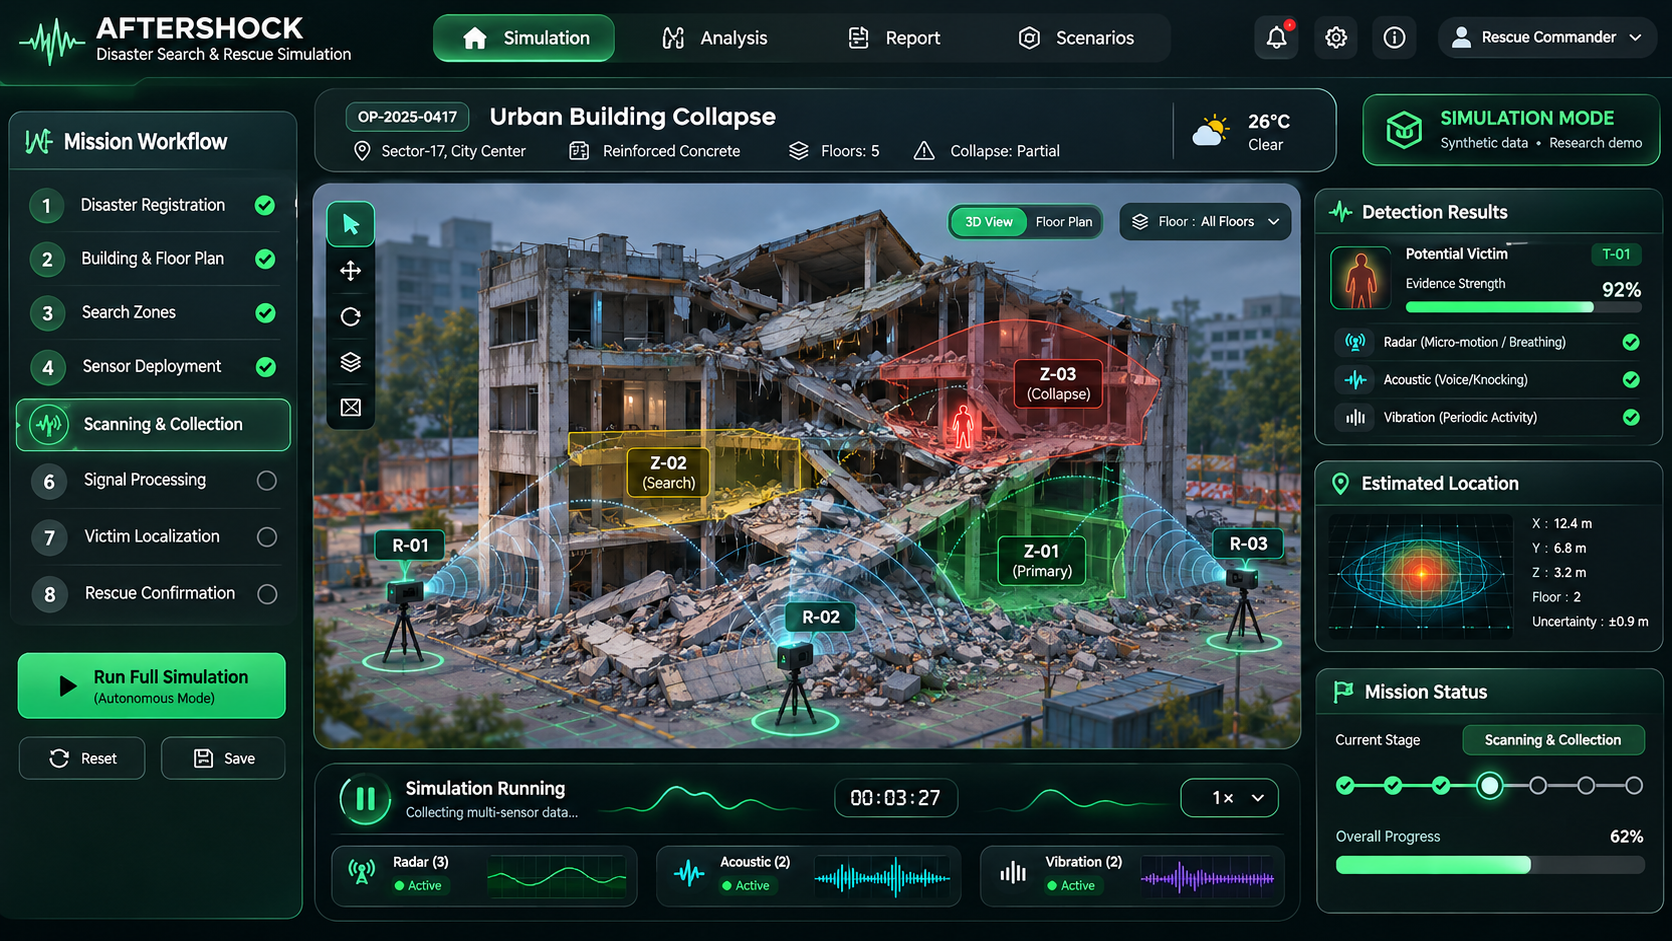 AFTERSHOCK
Disaster Search & Rescue Simulation
Simulation
Analysis
Report
Scenarios
Rescue Commander
Mission Workflow
1 Disaster Registration
2 Building & Floor Plan
3 Search Zones
4 Sensor Deployment
Scanning & Collection
6 Signal Processing
7 Victim Localization
8 Rescue Confirmation
Run Full Simulation
(Autonomous Mode)
Reset
Save
OP-2025-0417 Urban Building Collapse
Sector-17, City Center
Reinforced Concrete
Floors: 5
Collapse: Partial
26°C
Clear
SIMULATION MODE
Synthetic data • Research demo
3D View
Floor Plan
Floor : All Floors
Z-03
(Collapse)
Z-02
(Search)
Z-01
(Primary)
R-01
R-02
R-03
Simulation Running
Collecting multi-sensor data...
00:03:27
1×
Radar (3)
Active
Acoustic (2)
Active
Vibration (2)
Active
Detection Results
Potential Victim
T-01
Evidence Strength
92%
Radar (Micro-motion / Breathing)
Acoustic (Voice/Knocking)
Vibration (Periodic Activity)
Estimated Location
X : 12.4 m
Y : 6.8 m
Z : 3.2 m
Floor : 2
Uncertainty : ±0.9 m
Mission Status
Current Stage
Scanning & Collection
Overall Progress
62%